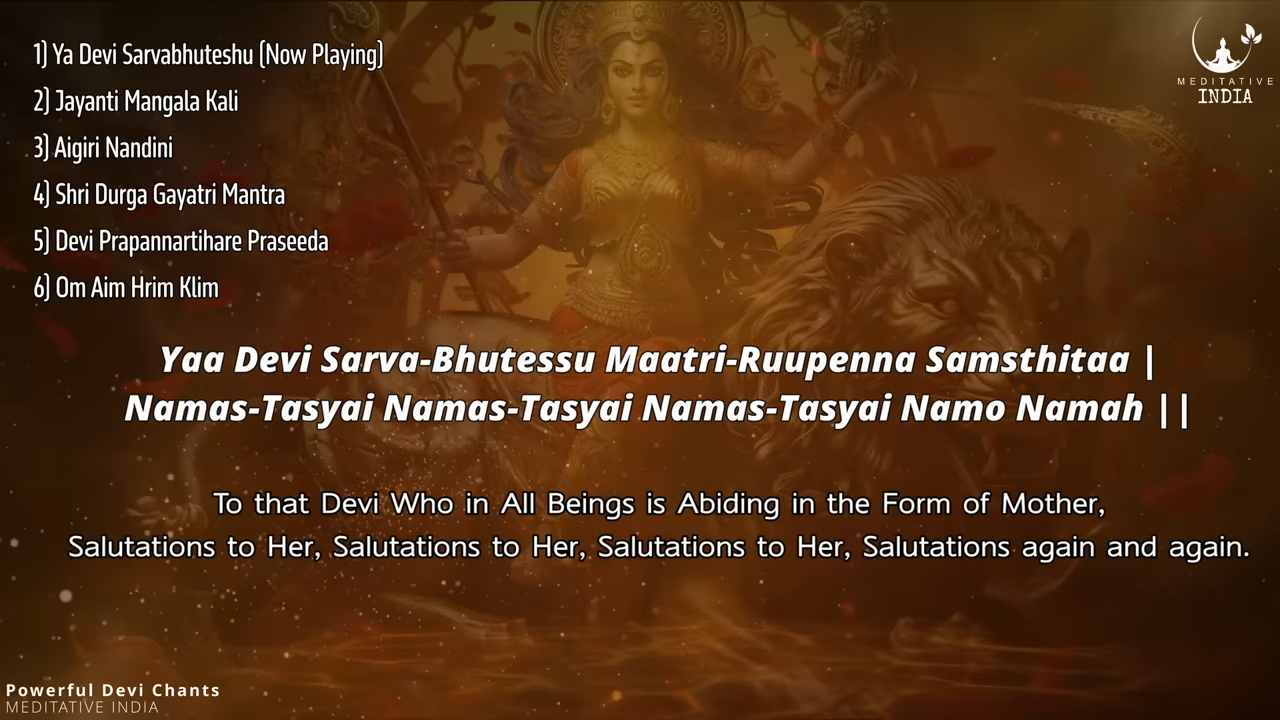 1) Ya Devi Sarvabhuteshu (Now Playing)
2) Jayanti Mangala Kali
3) Aigiri Nandini
4) Shri Durga Gayatri Mantra
5) Devi Prapannartihare Praseeda
6) Om Aim Hrim Klim
MEDITATIVE
INDIA
Yaa Devi Sarva-Bhutessu Maatri-Ruupenna Samsthitaa |
Namas-Tasyai Namas-Tasyai Namas-Tasyai Namo Namah ||
To that Devi Who in All Beings is Abiding in the Form of Mother,
Salutations to Her, Salutations to Her, Salutations to Her, Salutations again and again.
Powerful Devi Chants
MEDITATIVE INDIA